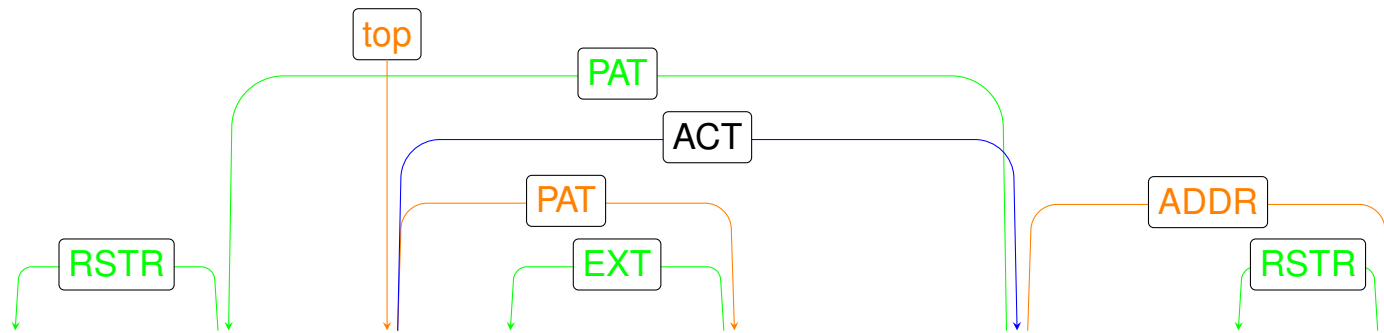 top
PAT
ACT
PAT
ADDR
RSTR
EXT
RSTR